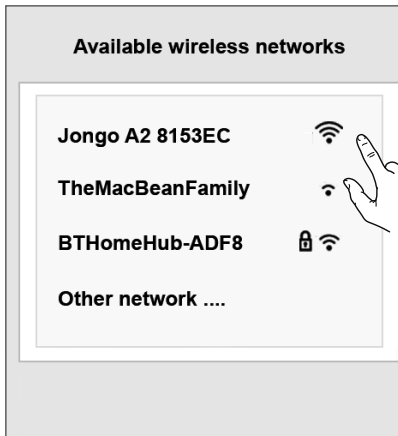 Available wireless networks
Jongo A2 8153EC
TheMacBeanFamily
BTHomeHub-ADF8
Other network ....